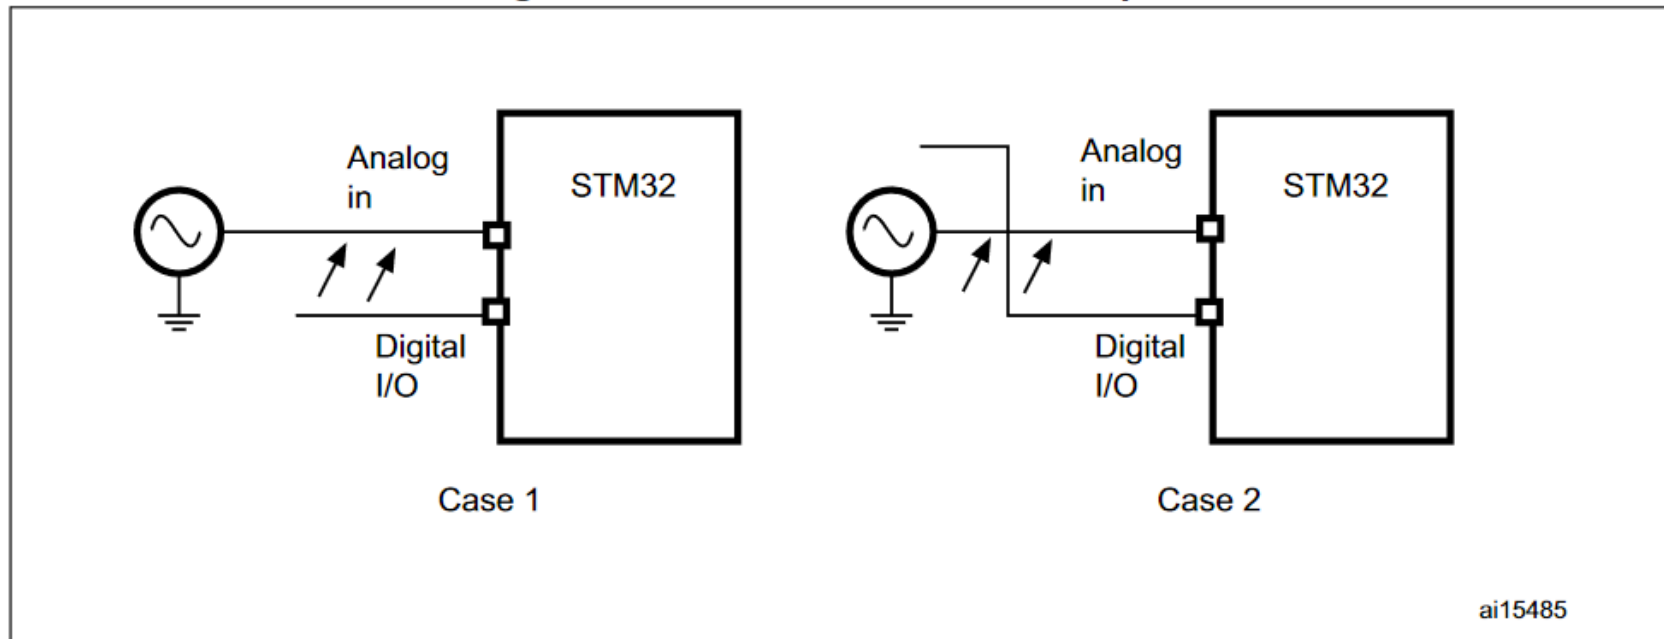 Analog
in
STM32
Digital
I/O
Case 1
Analog
in
STM32
Digital
I/O
Case 2
ai15485